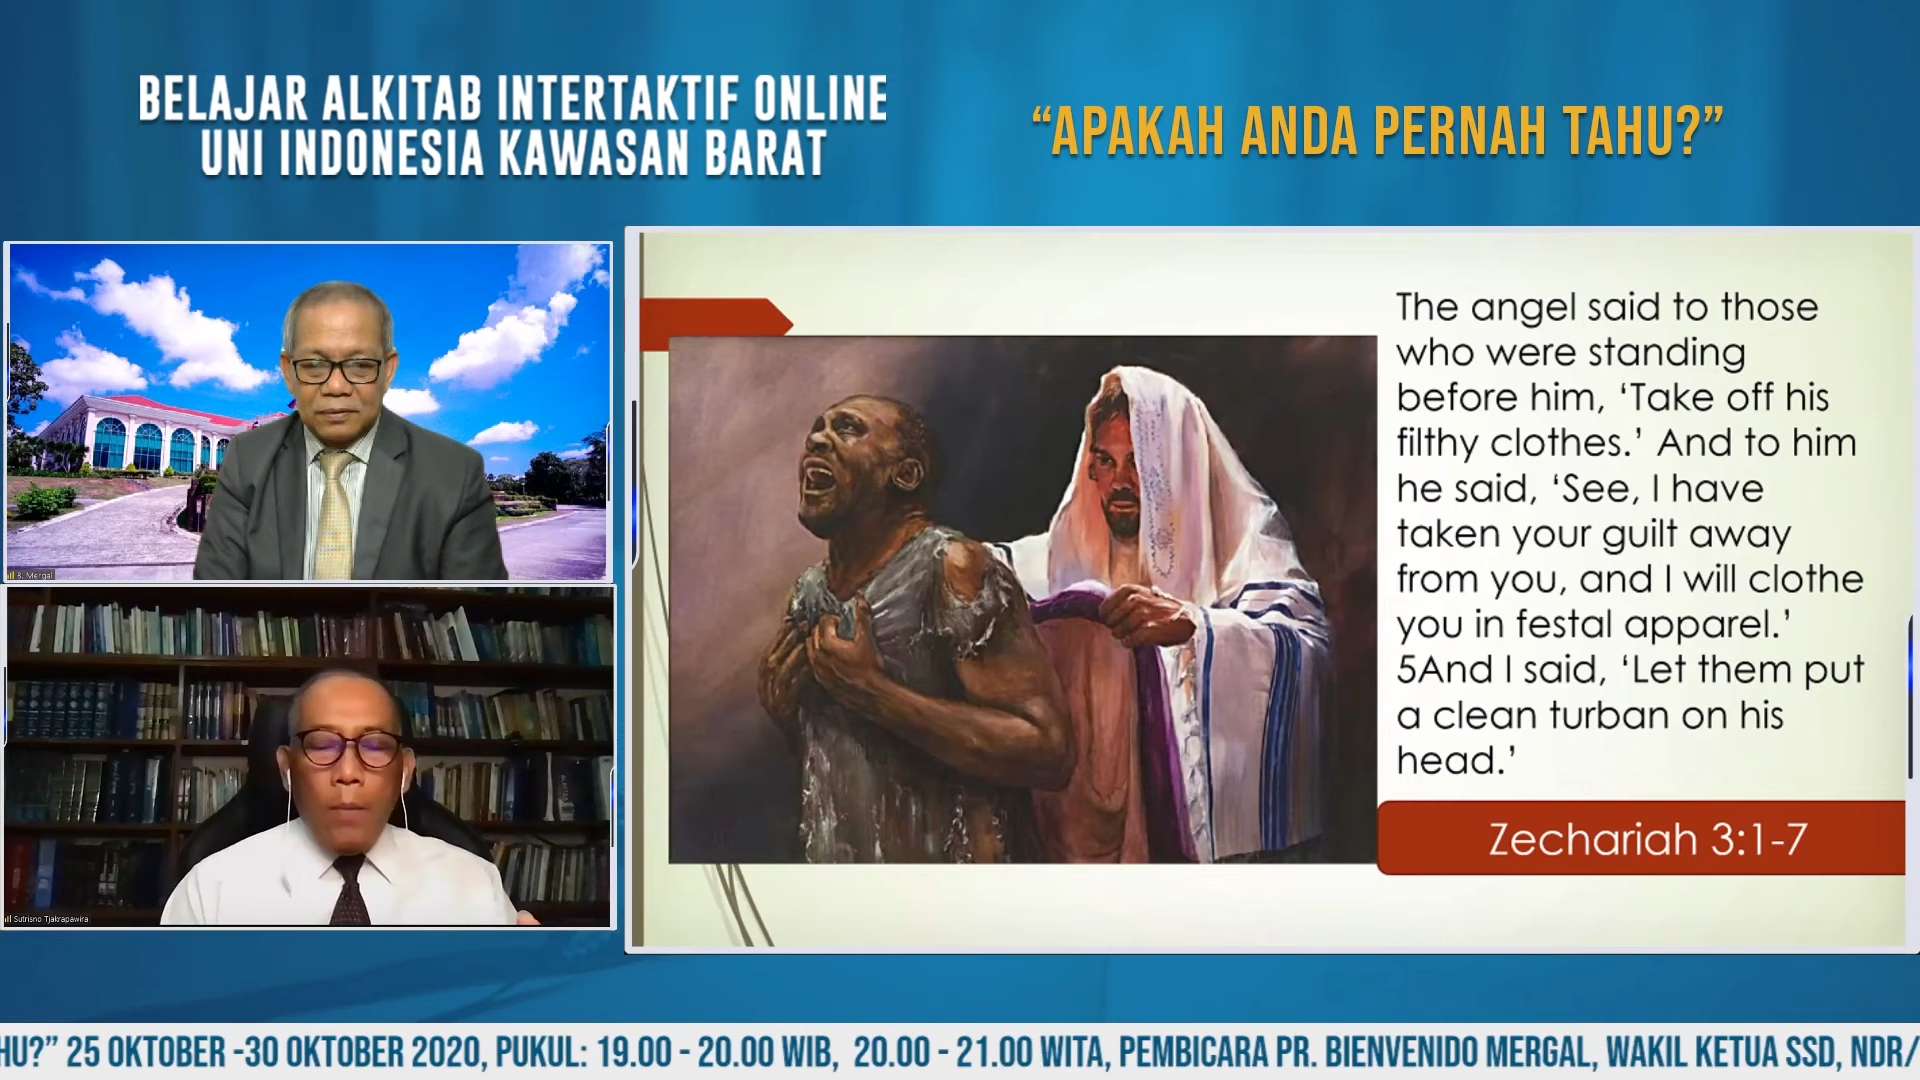 BELAJAR ALKITAB INTERTAKTIF ONLINE
UNI INDONESIA KAWASAN BARAT
“APAKAH ANDA PERNAH TAHU?”
B. Mergal
Sutrisno Tjakrapawira
The angel said to those
who were standing
before him, ‘Take off his
filthy clothes.’ And to him
he said, ‘See, I have
taken your guilt away
from you, and I will clothe
you in festal apparel.’
5And I said, ‘Let them put
a clean turban on his
head.’
Zechariah 3:1-7
HU?” 25 OKTOBER -30 OKTOBER 2020, PUKUL: 19.00 - 20.00 WIB, 20.00 - 21.00 WITA, PEMBICARA PR. BIENVENIDO MERGAL, WAKIL KETUA SSD, NDR/